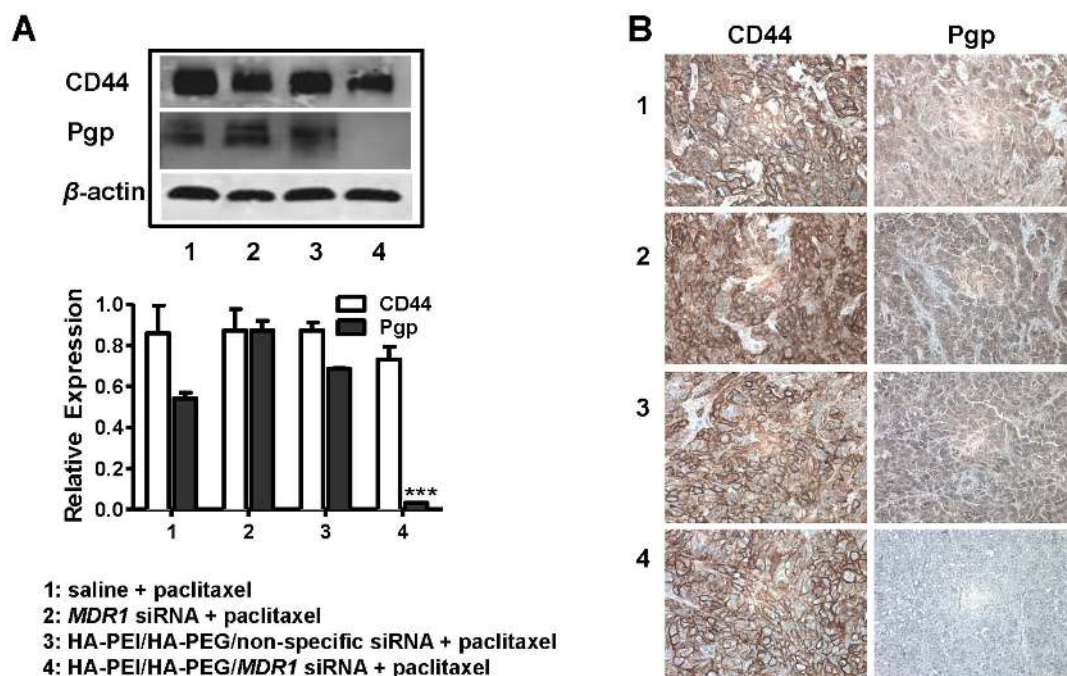 A
CD44
Pgp
β-actin
1 2 3 4
Relative Expression
1.0
0.8
0.6
0.8
0.2
0.0
CD44
Pgp
***
1 2 3 4
1: saline + paclitaxel
2: MDR1 siRNA + paclitaxel
3: HA-PEI/HA-PEG/non-specific siRNA + paclitaxel
4: HA-PEI/HA-PEG/MDR1 siRNA + paclitaxel
B
CD44 Pgp
1
2
3
4